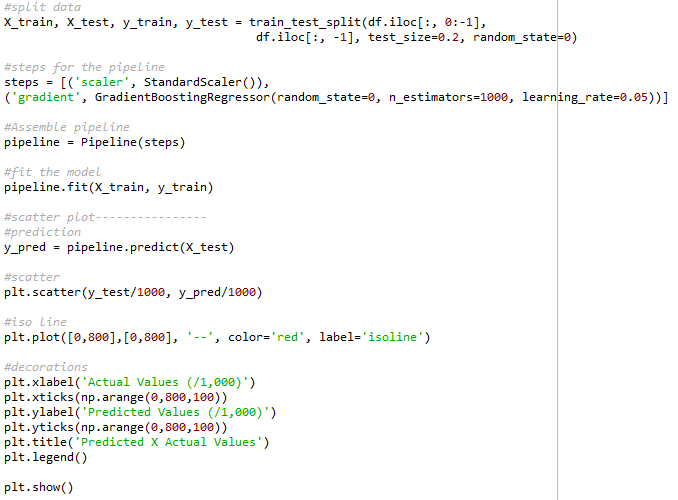 #split data
X_train, X_test, y_train, y_test = train_test_split(df.iloc[:, 0:-1],
                                    df.iloc[:, -1], test_size=0.2, random_state=0)
#steps for the pipeline
steps = [('scaler', StandardScaler()),
('gradient', GradientBoostingRegressor(random_state=0, n_estimators=1000, learning_rate=0.05))]
#Assemble pipeline
pipeline = Pipeline(steps)
#fit the model
pipeline.fit(X_train, y_train)
#scatter plot----------------
#prediction
y_pred = pipeline.predict(X_test)
#scatter
plt.scatter(y_test/1000, y_pred/1000)
#iso line
plt.plot([0,800],[0,800], '--', color='red', label='isoline')
#decorations
plt.xlabel('Actual Values (/1,000)')
plt.xticks(np.arange(0,800,100))
plt.ylabel('Predicted Values (/1,000)')
plt.yticks(np.arange(0,800,100))
plt.title('Predicted X Actual Values')
plt.legend()
plt.show()